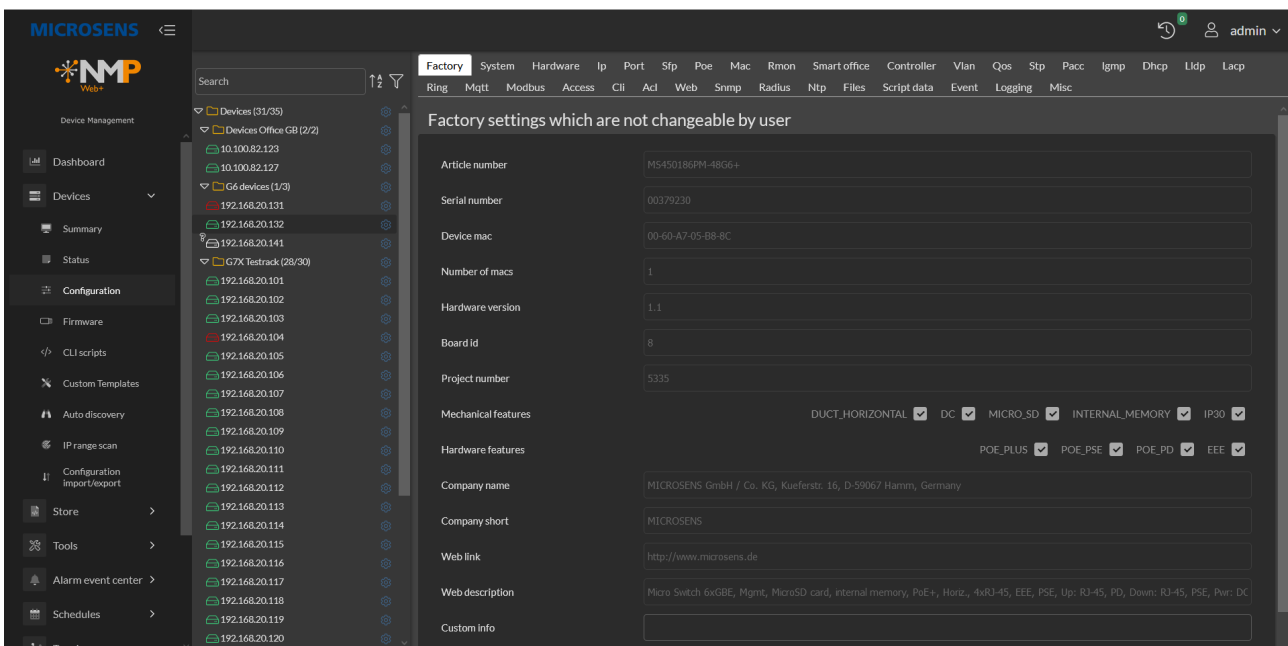 MICROSENS
0
admin
NMP
Web+
Device Management
Dashboard
Devices
Summary
Status
Configuration
Firmware
CLI scripts
Custom Templates
Auto discovery
IP range scan
Configuration
import/export
Store
Tools
Alarm event center
Schedules
Search
Devices (31/35)
Devices Office GB (2/2)
10.100.82.123
10.100.82.127
G6 devices (1/3)
192.168.20.131
192.168.20.132
? 192.168.20.141
G7X Testrack (28/30)
192.168.20.101
192.168.20.102
192.168.20.103
192.168.20.104
192.168.20.105
192.168.20.106
192.168.20.107
192.168.20.108
192.168.20.109
192.168.20.110
192.168.20.111
192.168.20.112
192.168.20.113
192.168.20.114
192.168.20.115
192.168.20.116
192.168.20.117
192.168.20.118
192.168.20.119
192.168.20.120
Factory System Hardware Ip Port Sfp Poe Mac Rmon Smart office Controller Vlan Qos Stp Pacc Igmp Dhcp Lldp Lacp
Ring Mqtt Modbus Access Cli Acl Web Snmp Radius Ntp Files Script data Event Logging Misc
Factory settings which are not changeable by user
Article number MS450186PM-48G6+
Serial number 00379230
Device mac 00-60-A7-05-B8-8C
Number of macs 1
Hardware version 1.1
Board id 8
Project number 5335
Mechanical features DUCT_HORIZONTAL DC MICRO_SD INTERNAL_MEMORY IP30
Hardware features POE_PLUS POE_PSE POE_PD EEE
Company name MICROSENS GmbH / Co. KG, Kueferstr. 16, D-59067 Hamm, Germany
Company short MICROSENS
Web link http://www.microsens.de
Web description Micro Switch 6xGBE, Mgmt, MicroSD card, internal memory, PoE+, Horiz., 4xRJ-45, EEE, PSE, Up: RJ-45, PD, Down: RJ-45, PSE, Pwr: DC
Custom info